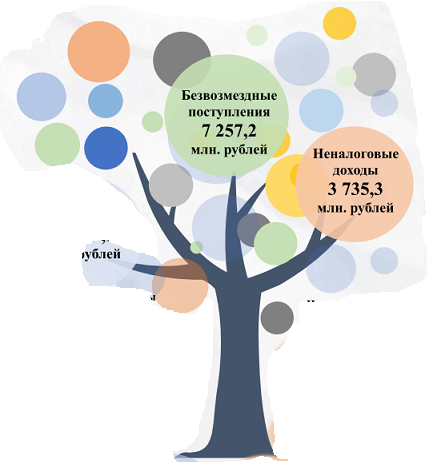 Безвозмездные
поступления
7 257,2
млн. рублей
Неналоговые
доходы
3 735,3
млн. рублей
рублей